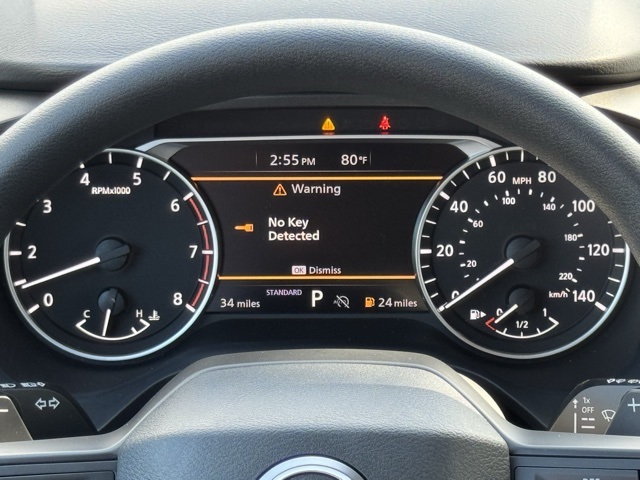 2:55 PM 80°F
Warning
No Key
Detected
OK Dismiss
34 miles STANDARD P 24 miles
RPMx1000
0 2 3 4 5 6 7 8
C H
MPH
20 40 60 80 100 120 140
20 60 100 140 180 220
km/h
0 1/2 1
1x
OFF